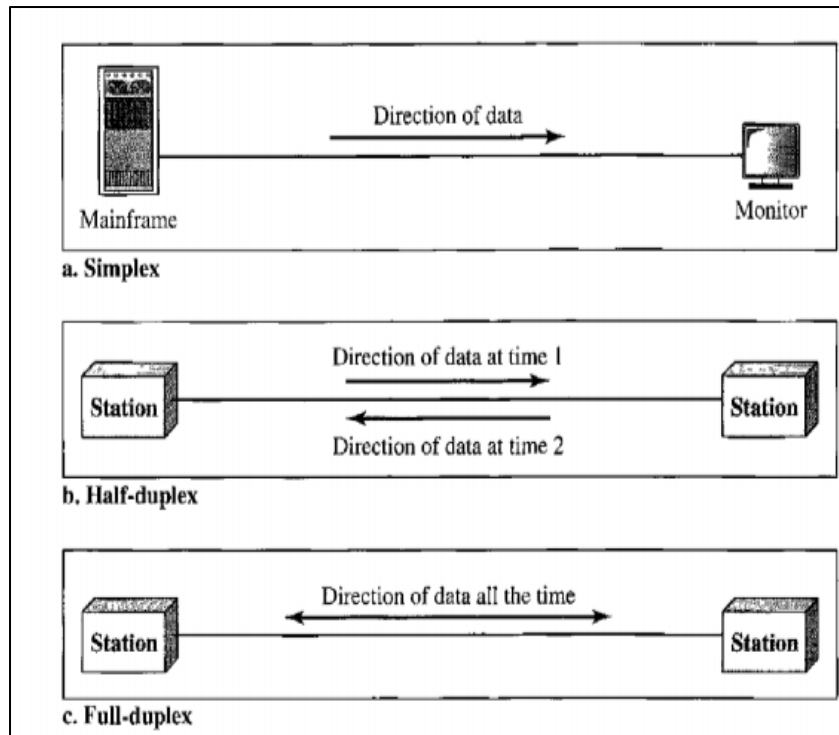 Direction of data
Mainframe
Monitor
a. Simplex
Direction of data at time 1
Station
Station
Direction of data at time 2
b. Half-duplex
Direction of data all the time
Station
Station
c. Full-duplex